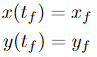 x(t_f) = x_f
y(t_f) = y_f